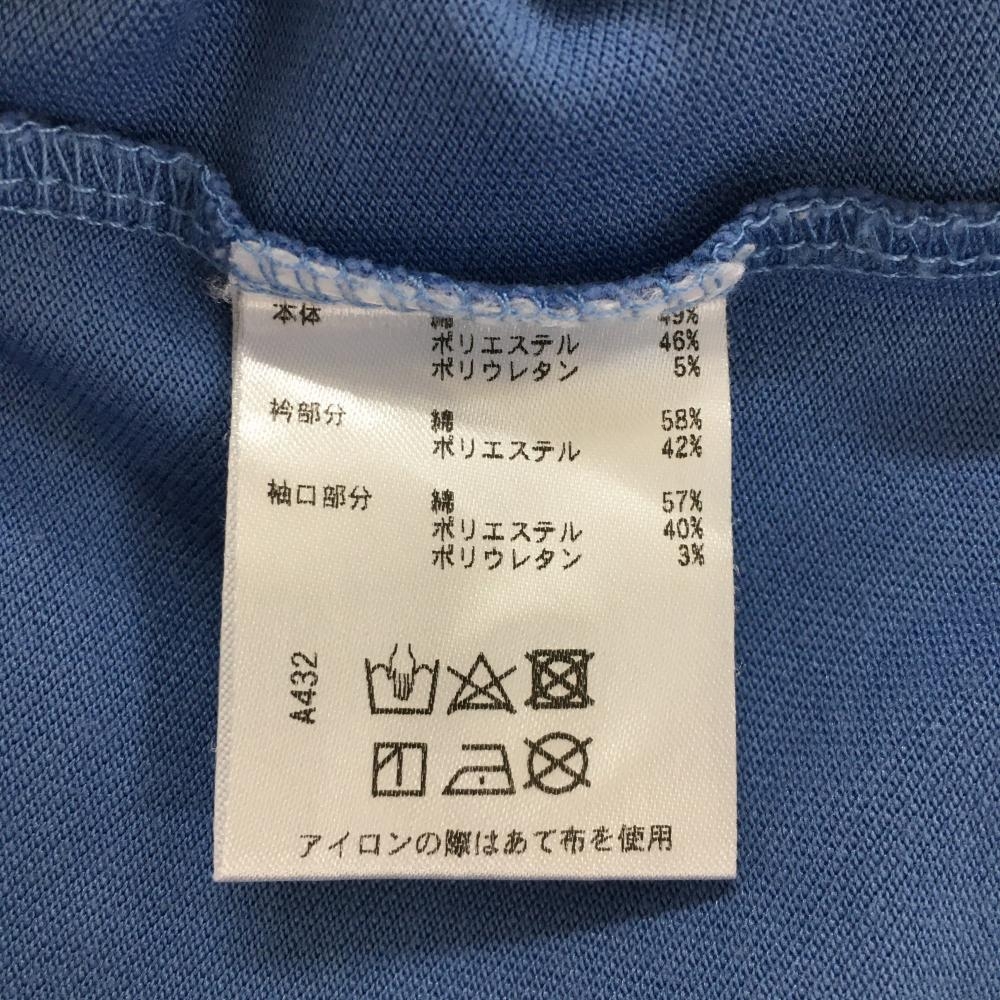 本体 綿 49%
ポリエステル 46%
ポリウレタン 5%
衿部分 綿 58%
ポリエステル 42%
袖口部分 綿 57%
ポリエステル 40%
ポリウレタン 3%
A432
アイロンの際はあて布を使用